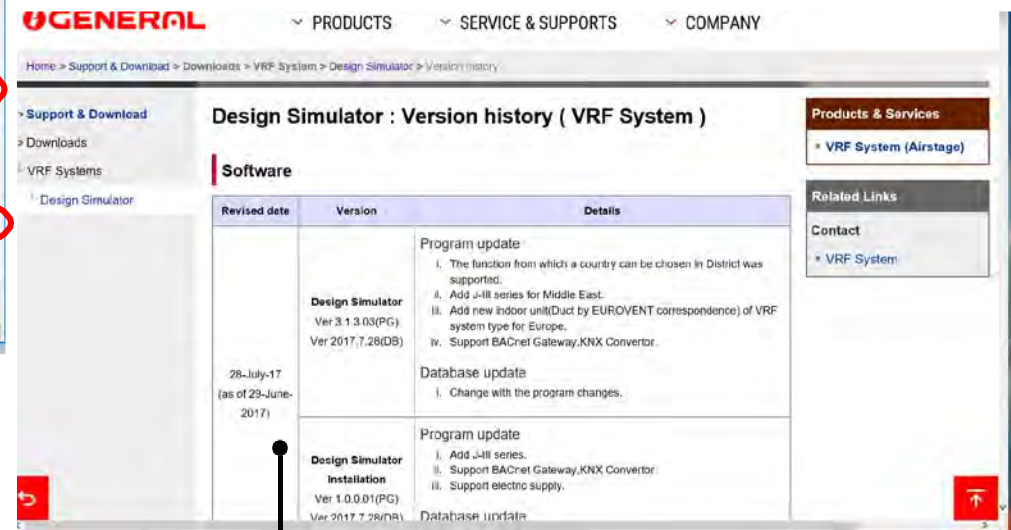 GENERAL
PRODUCTS
SERVICE & SUPPORTS
COMPANY
Home > Support & Download > Downloads > VRF System > Design Simulator > Version history
> Support & Download
> Downloads
VRF Systems
Design Simulator
Design Simulator : Version history ( VRF System )
Software
Revised date Version Details
28-July-17
(as of 29-June-
2017)
Design Simulator
Ver 3.1.3.03(PG)
Ver 2017.7.28(DB)
Program update
i. The function from which a country can be chosen in District was
supported.
ii. Add J-III series for Middle East.
iii. Add new indoor unit(Duct by EUROVENT correspondence) of VRF
system type for Europe.
iv. Support BACnet Gateway,KNX Convertor.
Database update
i. Change with the program changes.
Design Simulator
Installation
Ver 1.0.0.01(PG)
Ver 2017.7.28(DB)
Program update
i. Add J-III series.
ii. Support BACnet Gateway,KNX Convertor
iii. Support electric supply.
Database update
Products & Services
VRF System (Airstage)
Related Links
Contact
VRF System